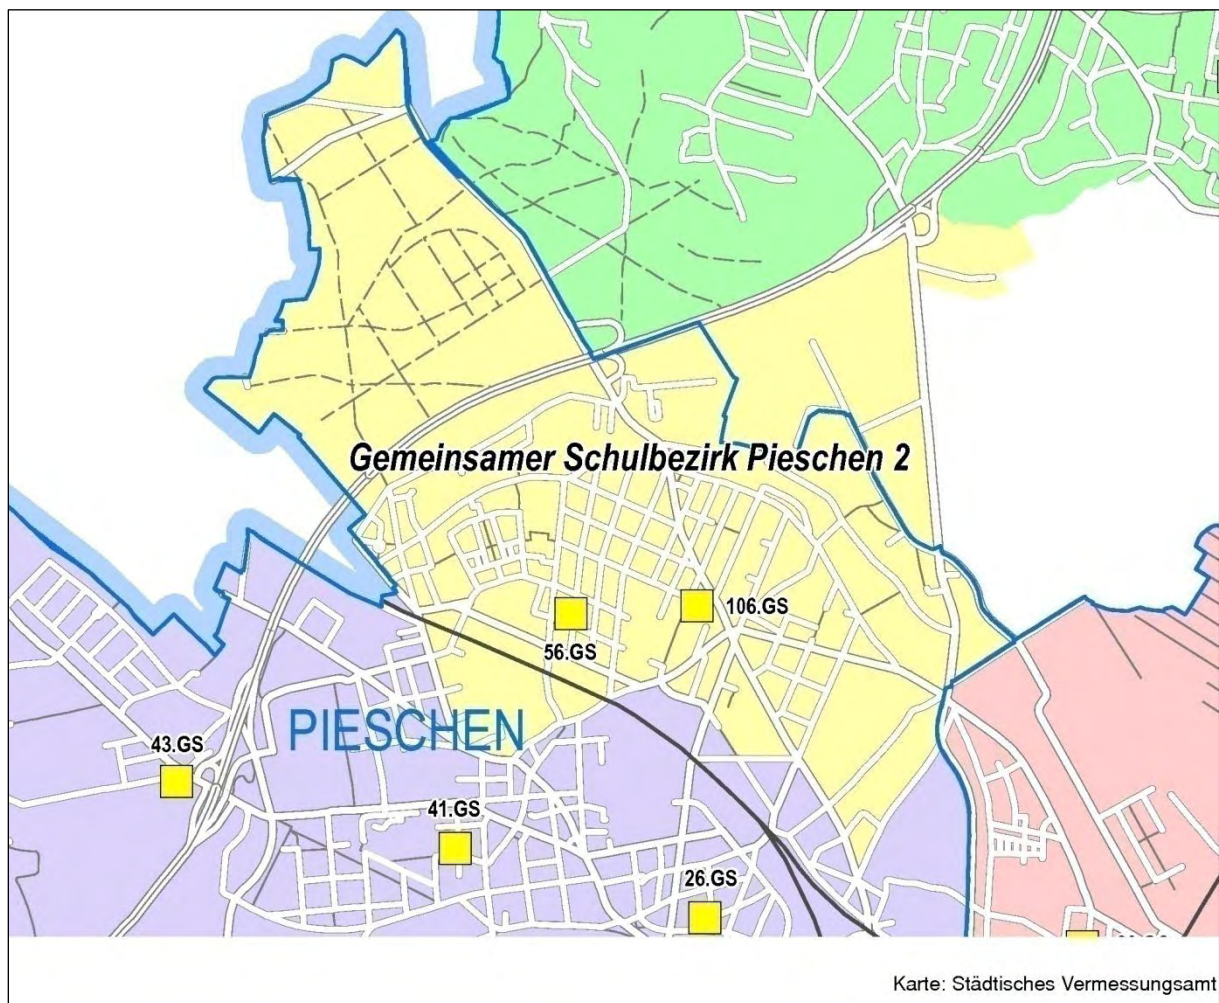 Gemeinsamer Schulbezirk Pieschen 2
106.GS
56.GS
PIESCHEN
43.GS
41.GS
26.GS
Karte: Städtisches Vermessungsamt